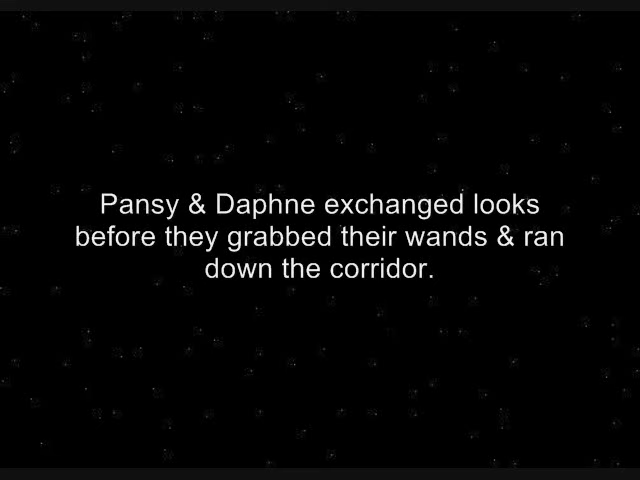 Pansy & Daphne exchanged looks
before they grabbed their wands & ran
down the corridor.